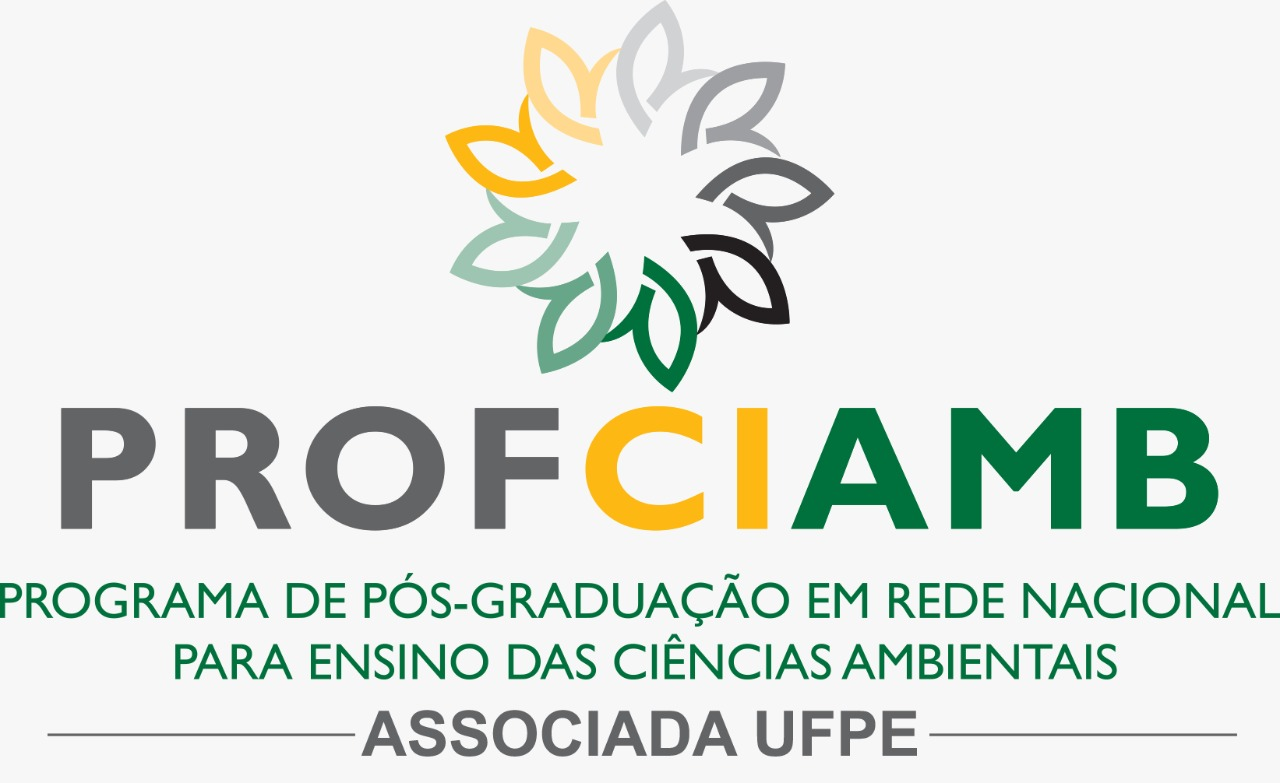 PROFCIAMB
PROGRAMA DE PÓS-GRADUAÇÃO EM REDE NACIONAL
PARA ENSINO DAS CIÊNCIAS AMBIENTAIS
ASSOCIADA UFPE